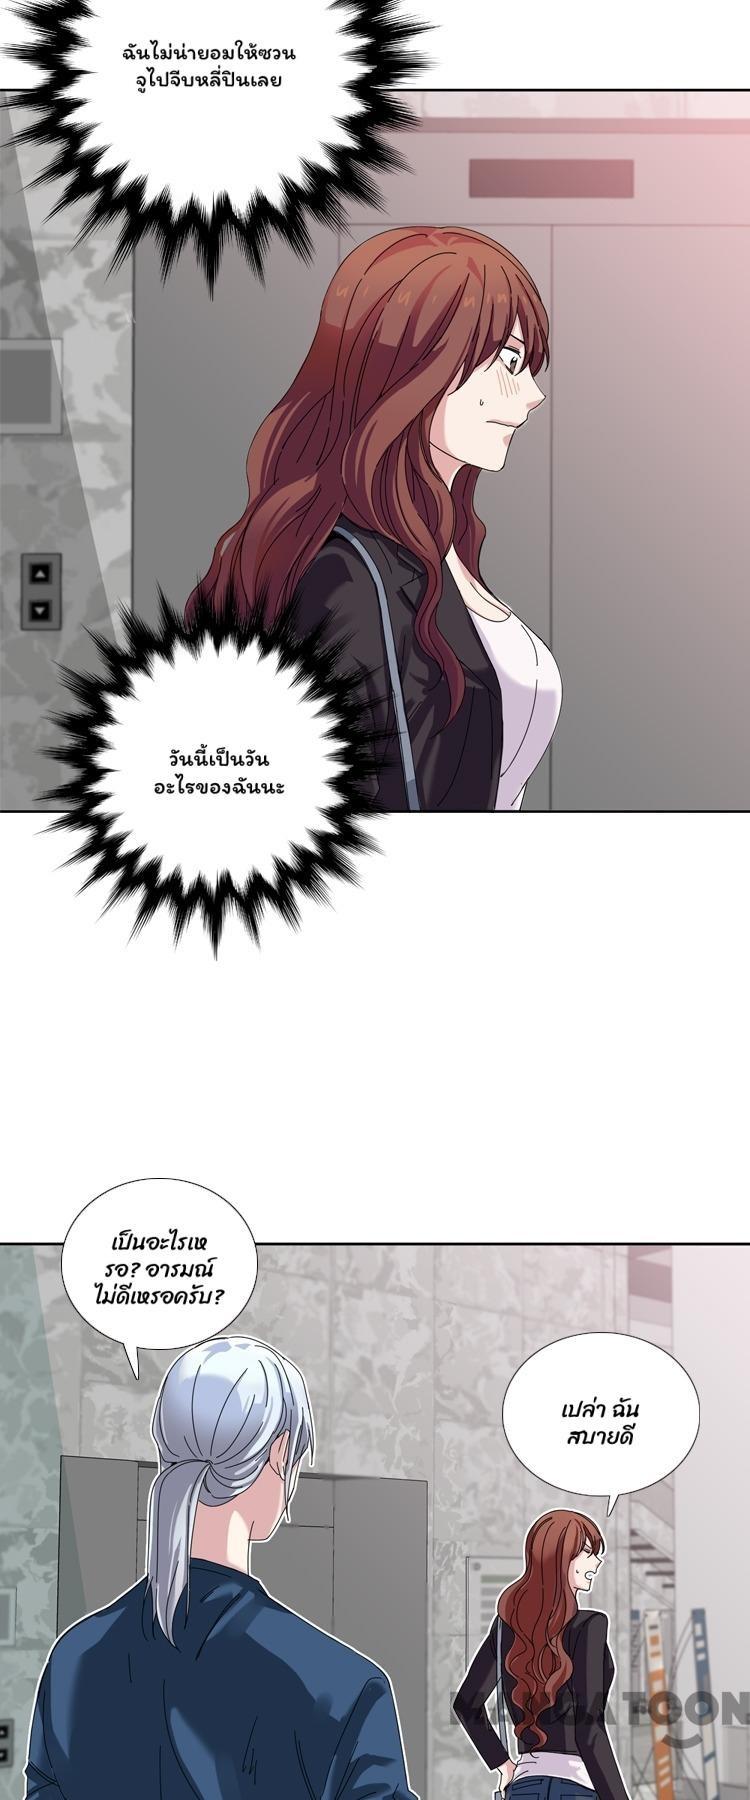 ฉันไม่น่ายอมให้ซวน
จูไปจีบหลี่ปินเลย
วันนี้เป็นวัน
อะไรของฉันนะ
เป็นอะไรเห
รอ? อารมณ์
ไม่ดีเหรอครับ?
เปล่า ฉัน
สบายดี
MANGATOON